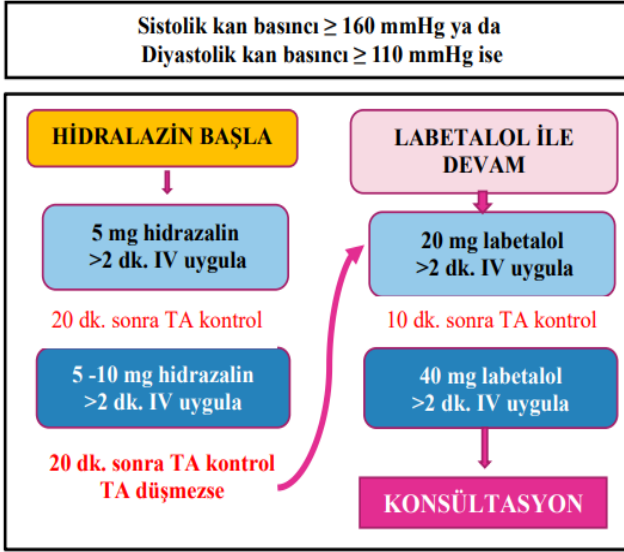 Sistolik kan basıncı ≥ 160 mmHg ya da
Diyastolik kan basıncı ≥ 110 mmHg ise
HİDRALAZİN BAŞLA
5 mg hidrazalin
>2 dk. IV uygula
20 dk. sonra TA kontrol
5 -10 mg hidrazalin
>2 dk. IV uygula
20 dk. sonra TA kontrol
TA düşmezse
LABETALOL İLE
DEVAM
20 mg labetalol
>2 dk. IV uygula
10 dk. sonra TA kontrol
40 mg labetalol
>2 dk. IV uygula
KONSÜLTASYON